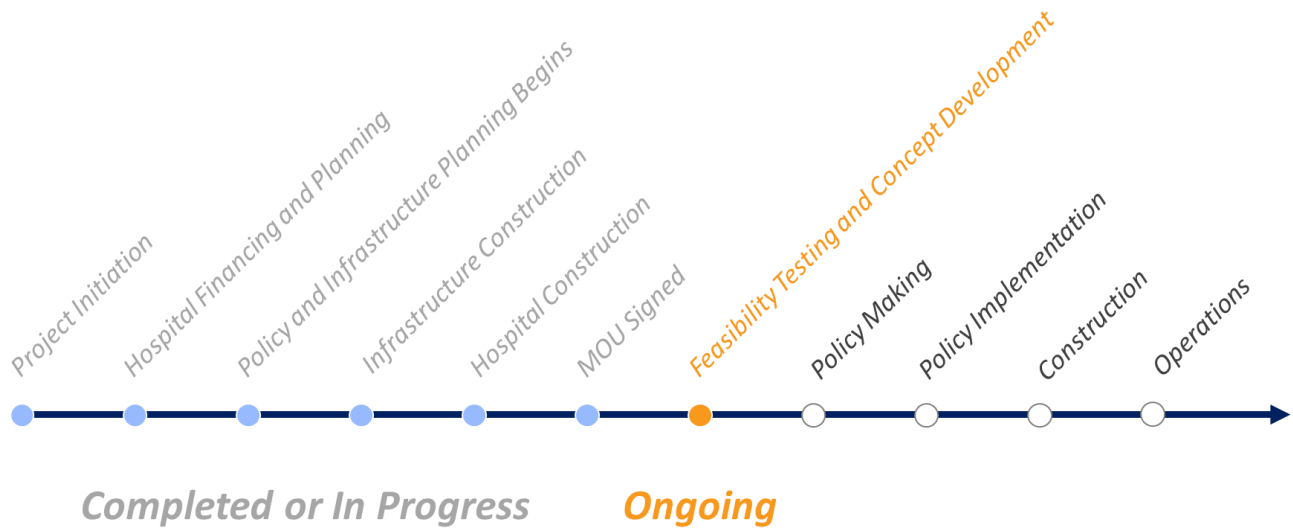 Project Initiation
Hospital Financing and Planning
Policy and Infrastructure Planning Begins
Infrastructure Construction
Hospital Construction
MOU Signed
Feasibility Testing and Concept Development
Policy Making
Policy Implementation
Construction
Operations
Completed or In Progress
Ongoing